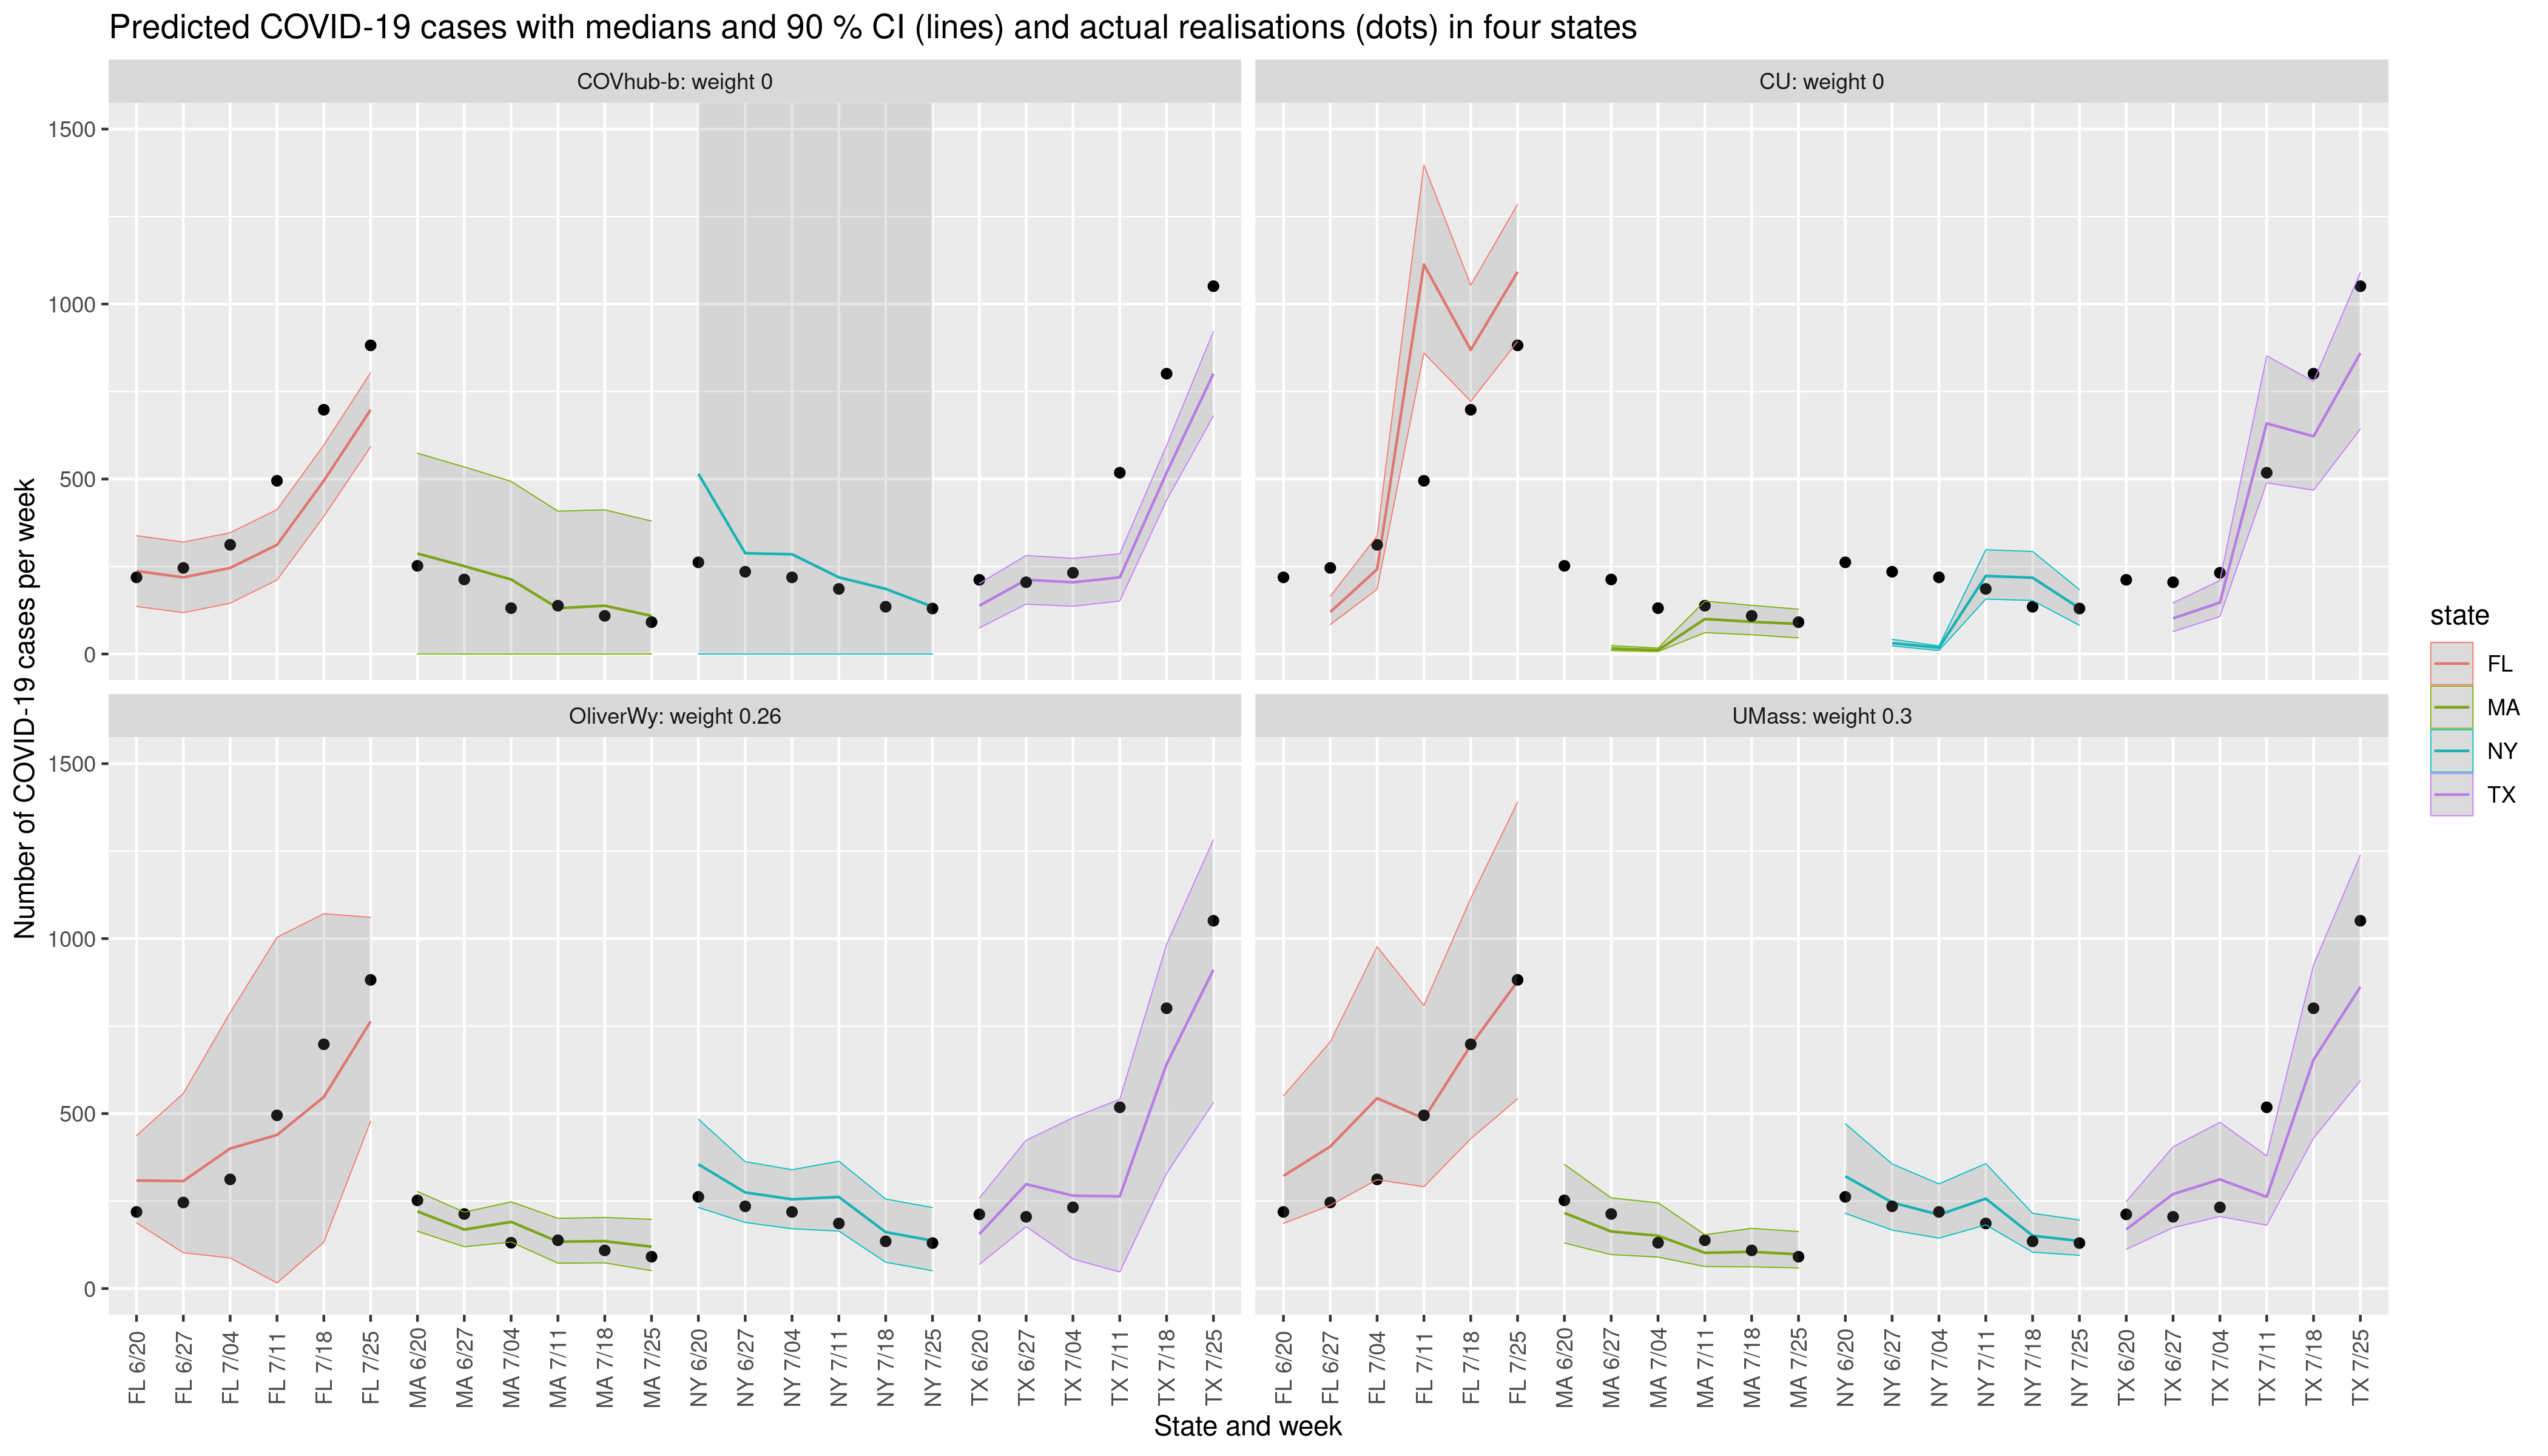 Predicted COVID-19 cases with medians and 90 % CI (lines) and actual realisations (dots) in four states
COVhub-b: weight 0
CU: weight 0
1500
1000
500
0
OliverWy: weight 0.26
UMass: weight 0.3
1500
1000
500
0
Number of COVID-19 cases per week
FL 6/20
FL 6/27
FL 7/04
FL 7/11
FL 7/18
FL 7/25
MA 6/20
MA 6/27
MA 7/04
MA 7/11
MA 7/18
MA 7/25
NY 6/20
NY 6/27
NY 7/04
NY 7/11
NY 7/18
NY 7/25
TX 6/20
TX 6/27
TX 7/04
TX 7/11
TX 7/18
TX 7/25
FL 6/20
FL 6/27
FL 7/04
FL 7/11
FL 7/18
FL 7/25
MA 6/20
MA 6/27
MA 7/04
MA 7/11
MA 7/18
MA 7/25
NY 6/20
NY 6/27
NY 7/04
NY 7/11
NY 7/18
NY 7/25
TX 6/20
TX 6/27
TX 7/04
TX 7/11
TX 7/18
TX 7/25
State and week
state
FL
MA
NY
TX